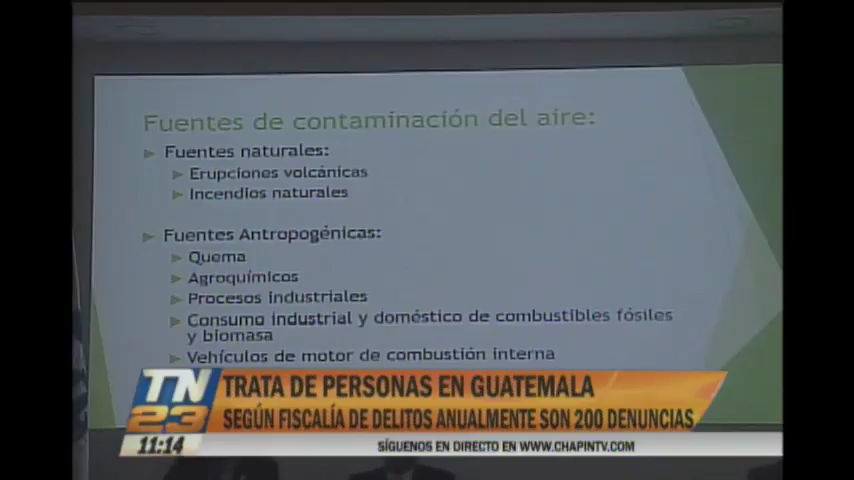 Fuentes de contaminación del aire:
Fuentes naturales:
Erupciones volcánicas
Incendios naturales
Fuentes Antropogénicas:
Quema
Agroquímicos
Procesos industriales
Consumo industrial y doméstico de combustibles fósiles
y biomasa
Vehículos de motor de combustión interna
TN
23
11:14
TRATA DE PERSONAS EN GUATEMALA
SEGÚN FISCALÍA DE DELITOS ANUALMENTE SON 200 DENUNCIAS
SÍGUENOS EN DIRECTO EN WWW.CHAPINTV.COM